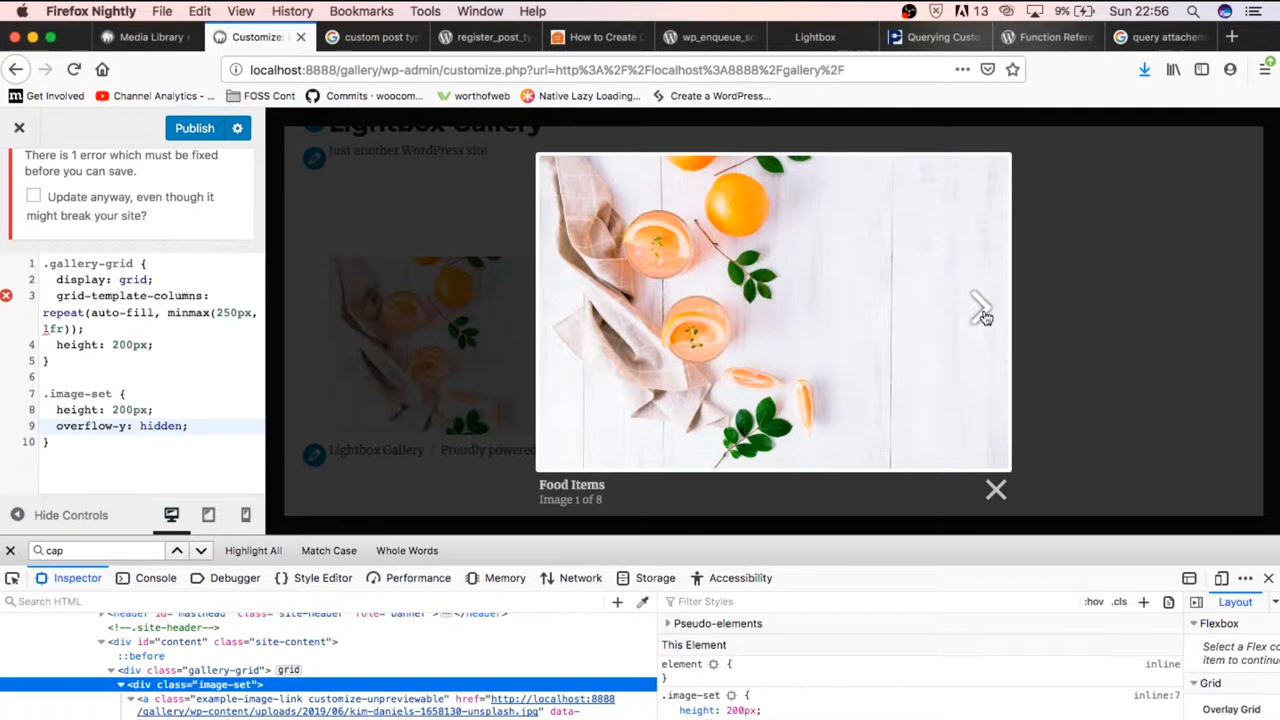 Firefox Nightly File Edit View History Bookmarks Tools Window Help 13 9% Sun 22:56
Media Library Customize: custom post typ register_post_ty How to Create wp_enqueue_sc Lightbox Querying Custo Function Refere query attachem
localhost:8888/gallery/wp-admin/customize.php?url=http%3A%2F%2Flocalhost%3A8888%2Fgallery%2F
Get Involved Channel Analytics - ... FOSS Cont Commits · woocom... worthofweb Native Lazy Loading... Create a WordPress...
Publish
There is 1 error which must be fixed
before you can save.
Update anyway, even though it
might break your site?
1 .gallery-grid {
2 display: grid;
3 grid-template-columns:
repeat(auto-fill, minmax(250px,
1fr));
4 height: 200px;
5 }
6
7 .image-set {
8 height: 200px;
9 overflow-y: hidden;
10 }
Hide Controls
Lightbox Gallery
Just another WordPress site
Lightbox Gallery / Proudly powered
Food Items
Image 1 of 8
cap Highlight All Match Case Whole Words
Inspector Console Debugger Style Editor Performance Memory Network Storage Accessibility
Search HTML
<header id="masthead" class="site-header" role="banner"> </header>
<!--.site-header-->
<div id="content" class="site-content">
::before
<div class="gallery-grid"> grid
<div class="image-set">
<a class="example-image-link customize-unpreviewable" href="http://localhost:8888
/gallery/wp-content/uploads/2019/06/kim-daniels-1658130-unsplash.jpg" data-
Filter Styles :hov .cls
Pseudo-elements
This Element
element { inline
}
.image-set { inline:7
height: 200px;
Layout
Flexbox
Select a Flex co
item to continue
Grid
Overlay Grid